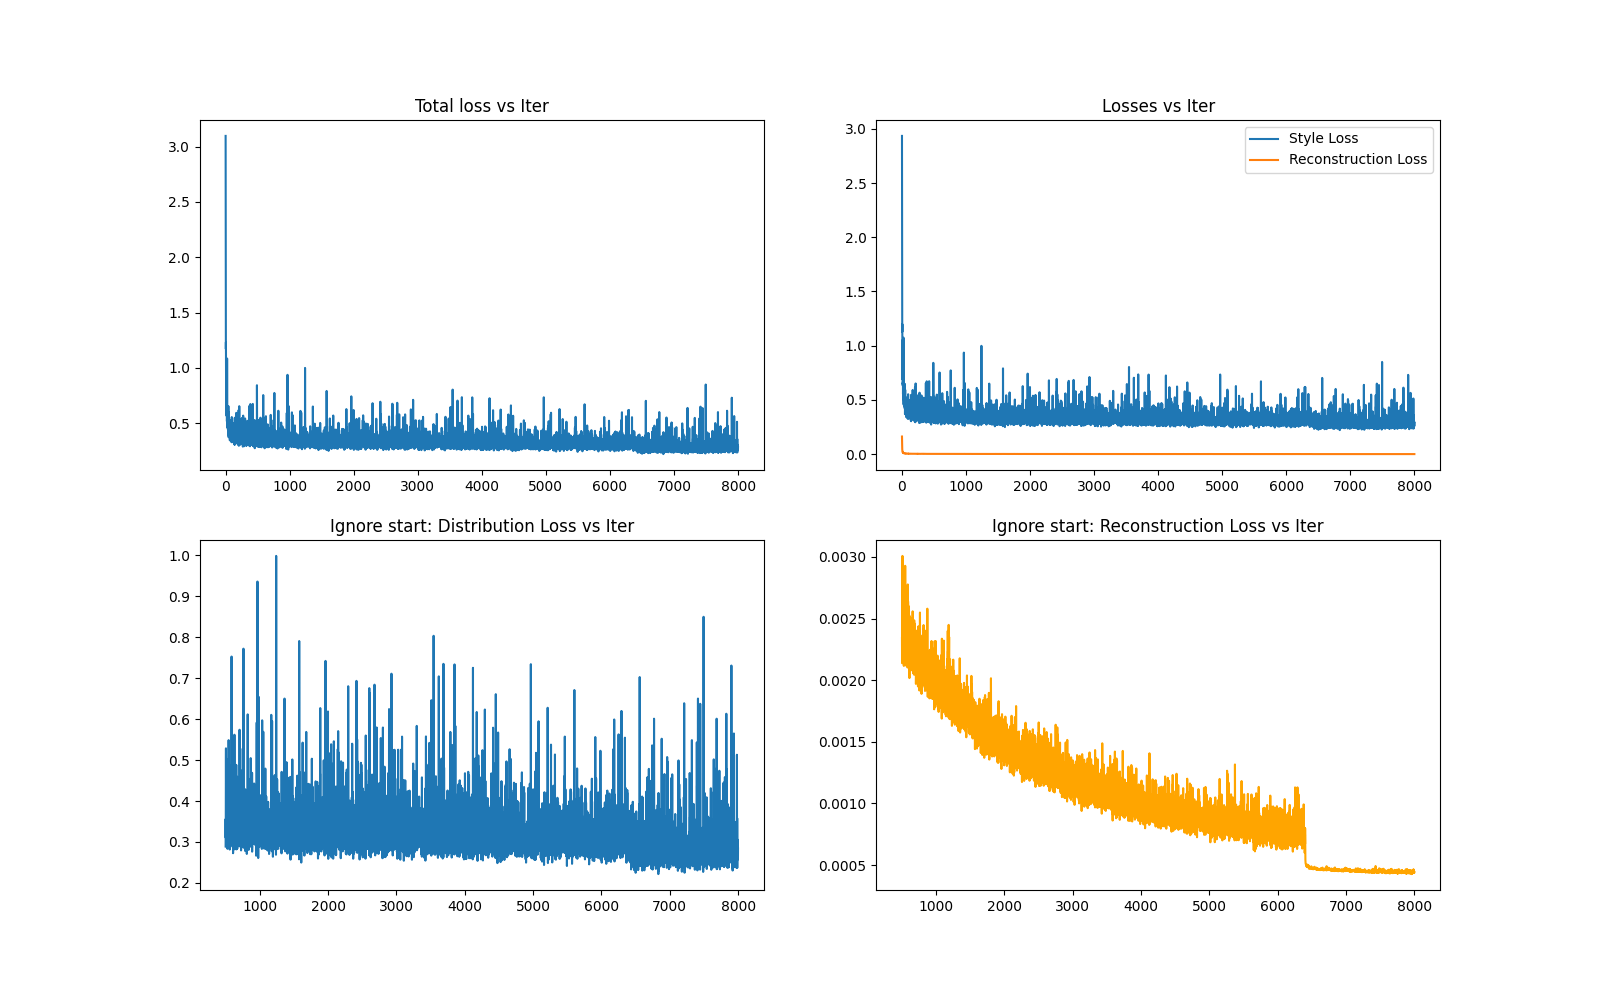 Total loss vs Iter
3.0
2.5
2.0
1.5
1.0
0.5
0 1000 2000 3000 4000 5000 6000 7000 8000
Losses vs Iter
Style Loss
Reconstruction Loss
3.0
2.5
2.0
1.5
1.0
0.5
0.0
0 1000 2000 3000 4000 5000 6000 7000 8000
Ignore start: Distribution Loss vs Iter
1.0
0.9
0.8
0.7
0.6
0.5
0.4
0.3
0.2
1000 2000 3000 4000 5000 6000 7000 8000
Ignore start: Reconstruction Loss vs Iter
0.0030
0.0025
0.0020
0.0015
0.0010
0.0005
1000 2000 3000 4000 5000 6000 7000 8000